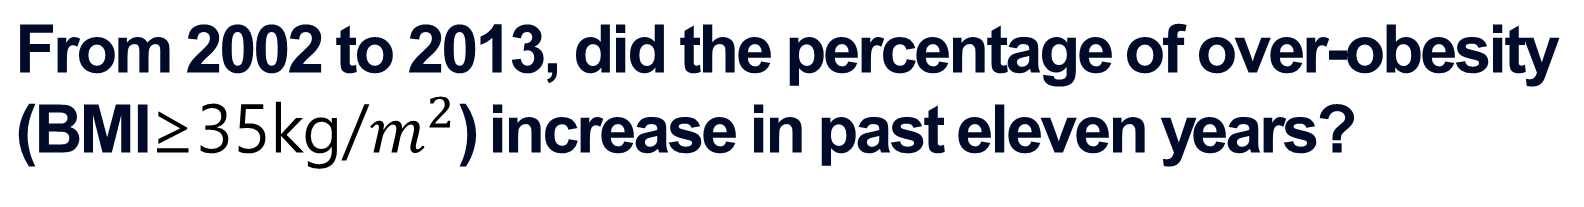 From 2002 to 2013, did the percentage of over-obesity
(BMI≥35kg/m²) increase in past eleven years?